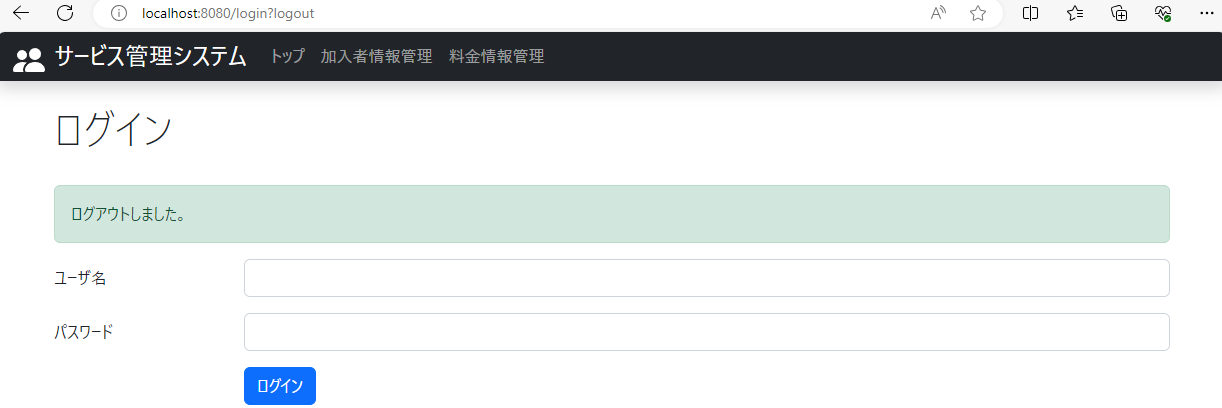 localhost:8080/login?logout
サービス管理システム トップ 加入者情報管理 料金情報管理
ログイン
ログアウトしました。
ユーザ名
パスワード
ログイン